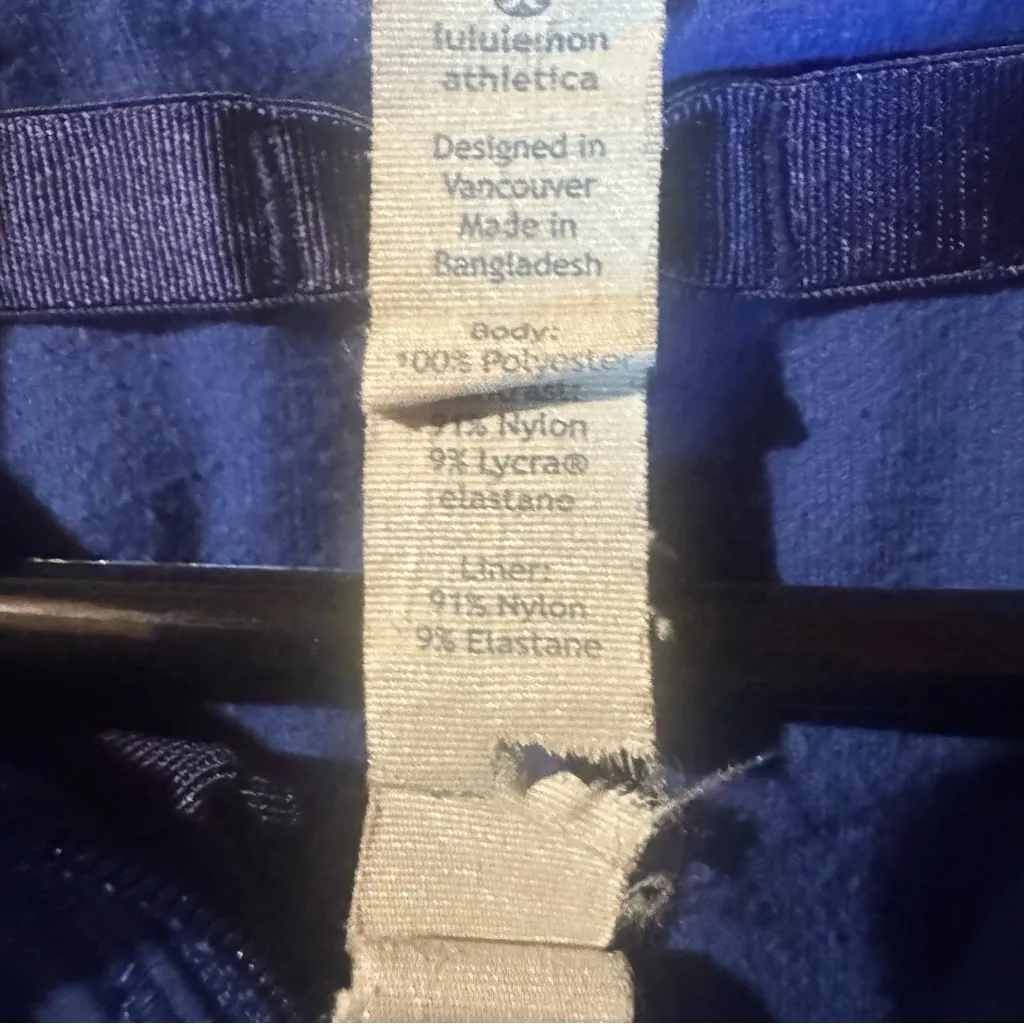 lululemon
athletica
Designed in
Vancouver
Made in
Bangladesh
Body:
100% Polyester
91% Nylon
9% Lycra®
elastane
Liner:
91% Nylon
9% Elastane